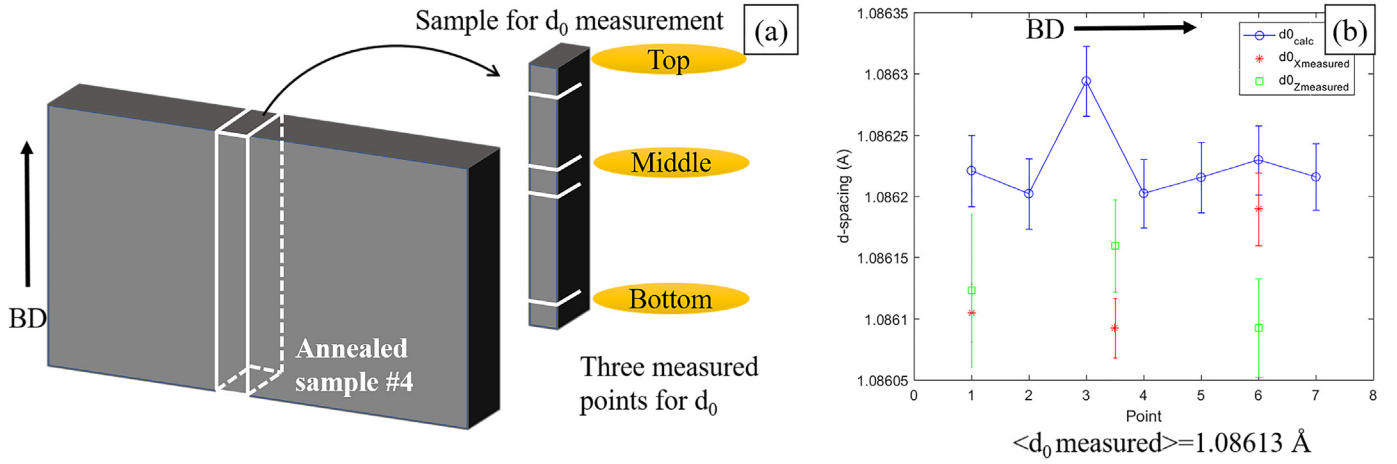 Sample for d₀ measurement
(a)
Top
Middle
Bottom
BD
Annealed
sample #4
Three measured
points for d₀
(b)
BD
d0calc
d0Xmeasured
d0Zmeasured
1.08635
1.0863
1.08625
1.0862
1.08615
1.0861
1.08605
d-spacing (A)
0 1 2 3 4 5 6 7 8
Point
<d₀ measured>=1.08613 Å